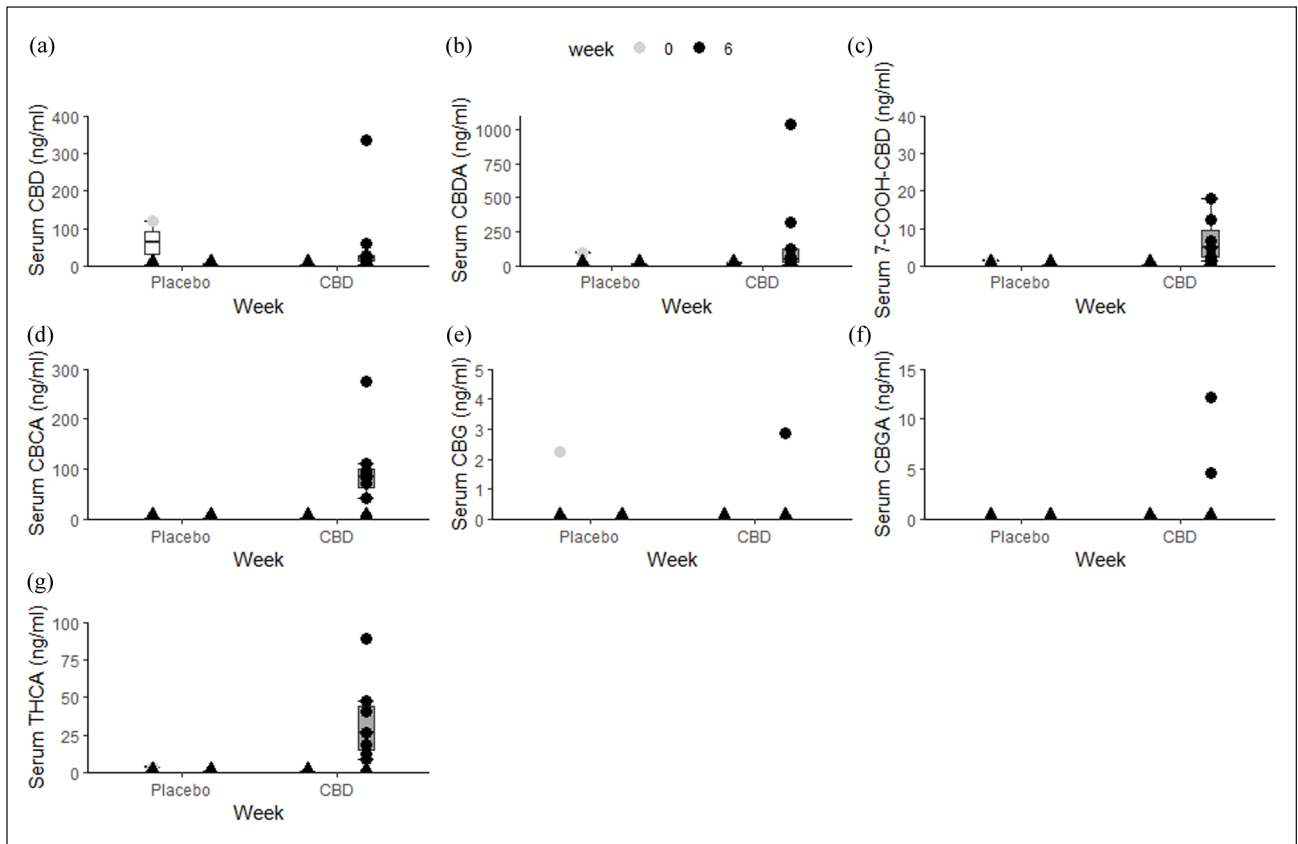 (a)
(b)
week 0 6
(c)
Serum CBD (ng/ml)
400
300
200
100
0
Placebo CBD
Week
Serum CBDA (ng/ml)
1000
750
500
250
0
Placebo CBD
Week
Serum 7-COOH-CBD (ng/ml)
40
30
20
10
0
Placebo CBD
Week
(d)
(e)
(f)
Serum CBCA (ng/ml)
300
200
100
0
Placebo CBD
Week
Serum CBG (ng/ml)
5
4
3
2
1
0
Placebo CBD
Week
Serum CBGA (ng/ml)
15
10
5
0
Placebo CBD
Week
(g)
Serum THCA (ng/ml)
100
75
50
25
0
Placebo CBD
Week